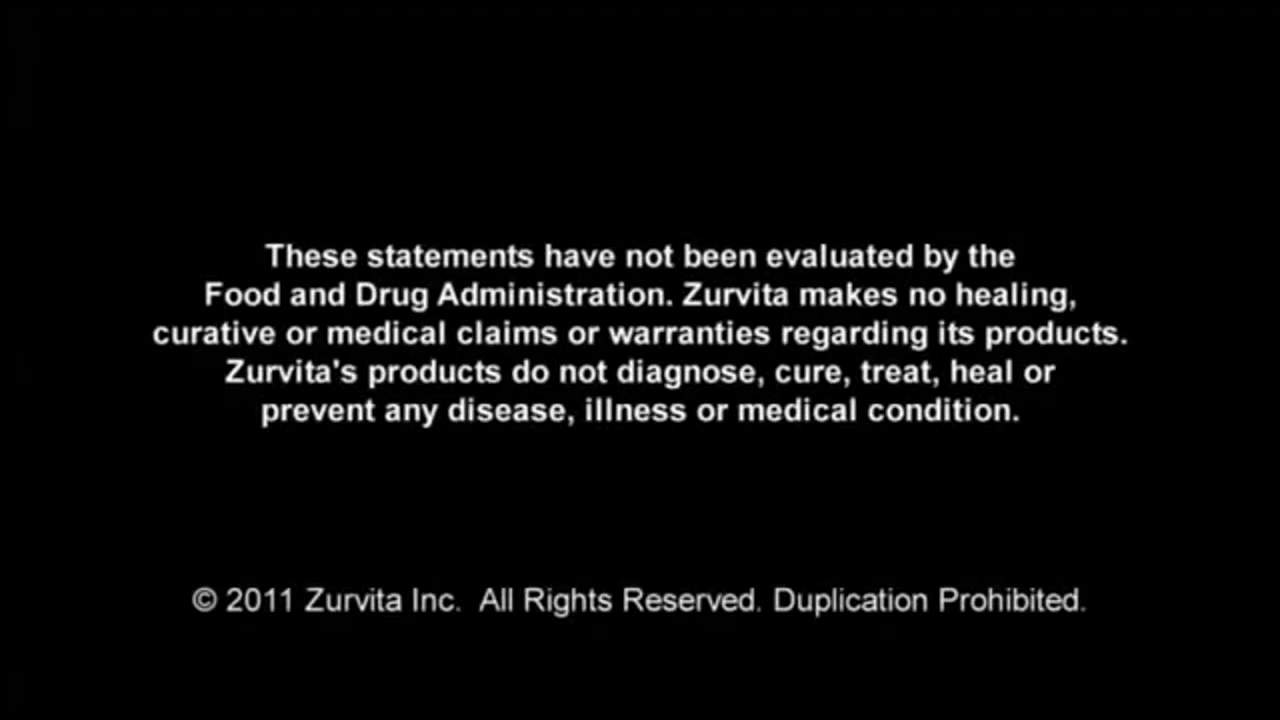 These statements have not been evaluated by the
Food and Drug Administration. Zurvita makes no healing,
curative or medical claims or warranties regarding its products.
Zurvita's products do not diagnose, cure, treat, heal or
prevent any disease, illness or medical condition.
© 2011 Zurvita Inc.  All Rights Reserved. Duplication Prohibited.